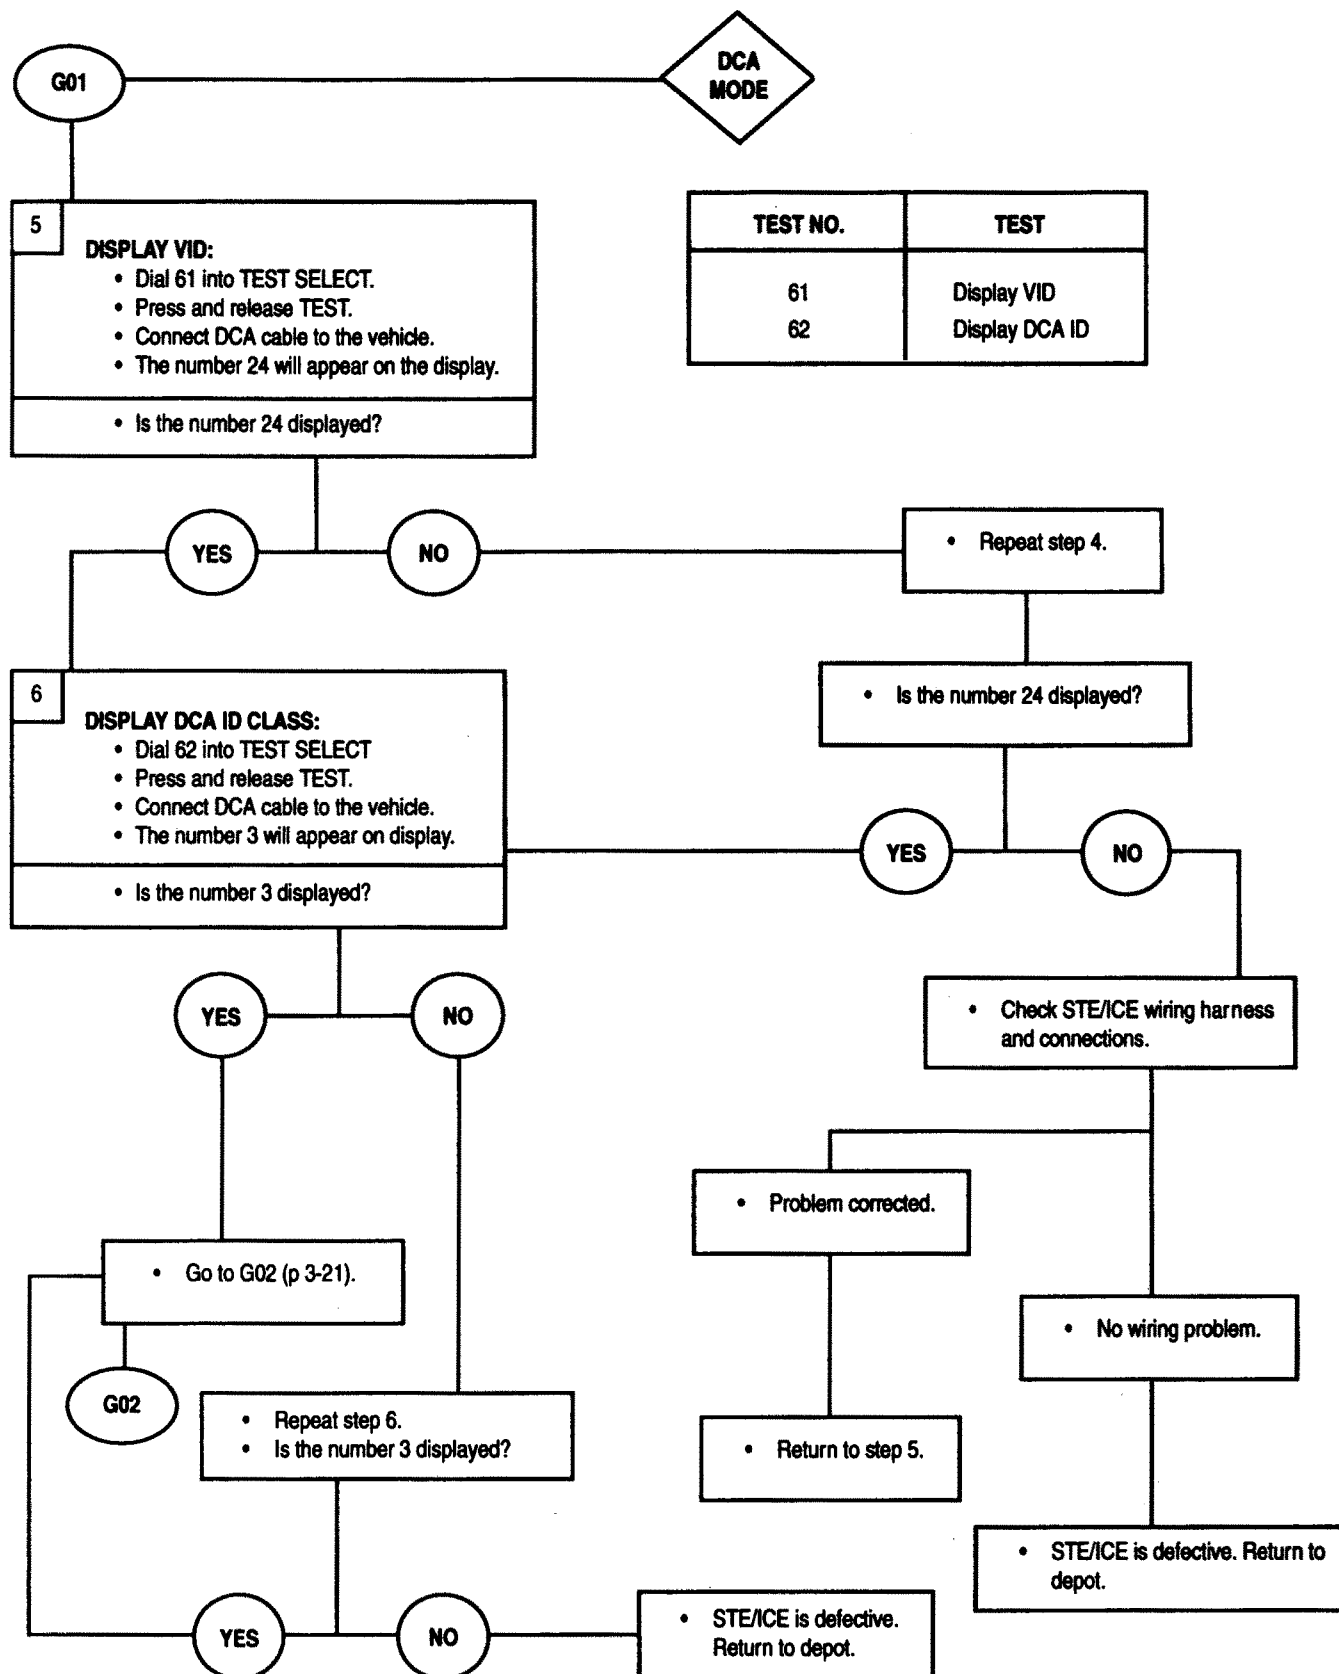 G01
DCA
MODE
5
DISPLAY VID:
• Dial 61 into TEST SELECT.
• Press and release TEST.
• Connect DCA cable to the vehicle.
• The number 24 will appear on the display.
• Is the number 24 displayed?
TEST NO. TEST
61 Display VID
62 Display DCA ID
YES
NO
• Repeat step 4.
• Is the number 24 displayed?
6
DISPLAY DCA ID CLASS:
• Dial 62 into TEST SELECT
• Press and release TEST.
• Connect DCA cable to the vehicle.
• The number 3 will appear on display.
• Is the number 3 displayed?
YES
NO
YES
NO
• Check STE/ICE wiring harness
and connections.
• Problem corrected.
• Go to G02 (p 3-21).
• No wiring problem.
G02
• Repeat step 6.
• Is the number 3 displayed?
• Return to step 5.
• STE/ICE is defective. Return to
depot.
YES
NO
• STE/ICE is defective.
Return to depot.